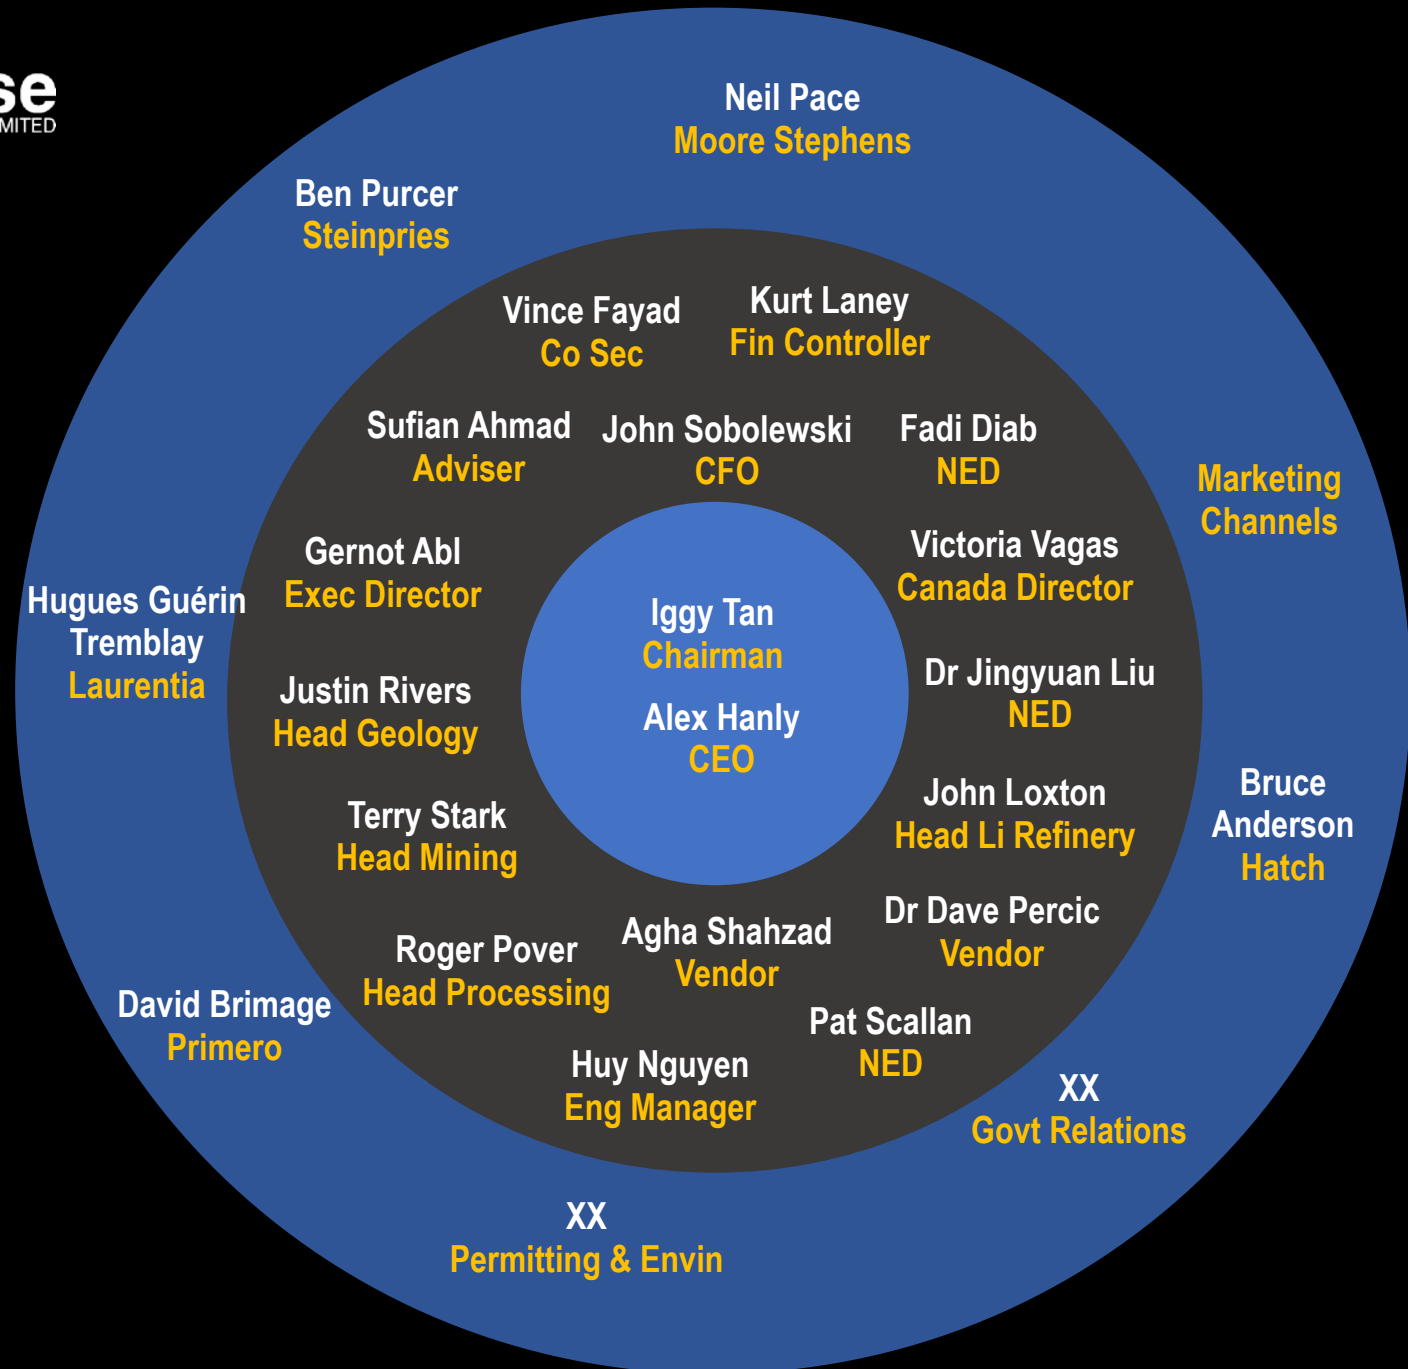 MITED
Neil Pace
Moore Stephens
Ben Purcer
Steinpries
Vince Fayad
Co Sec
Kurt Laney
Fin Controller
Sufian Ahmad
Adviser
John Sobolewski
CFO
Fadi Diab
NED
Marketing
Channels
Gernot Abl
Exec Director
Victoria Vagas
Canada Director
Hugues Guérin
Tremblay
Laurentia
Iggy Tan
Chairman
Alex Hanly
CEO
Justin Rivers
Head Geology
Dr Jingyuan Liu
NED
Terry Stark
Head Mining
John Loxton
Head Li Refinery
Bruce
Anderson
Hatch
Roger Pover
Head Processing
Agha Shahzad
Vendor
Dr Dave Percic
Vendor
David Brimage
Primero
Huy Nguyen
Eng Manager
Pat Scallan
NED
XX
Govt Relations
XX
Permitting & Envin